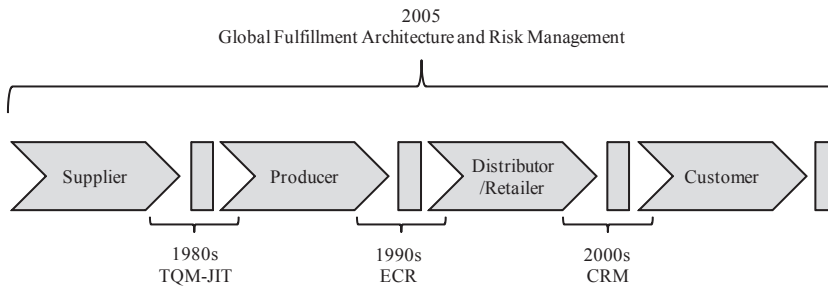 2005
Global Fulfillment Architecture and Risk Management
Supplier
Producer
Distributor
/Retailer
Customer
1980s
TQM-JIT
1990s
ECR
2000s
CRM